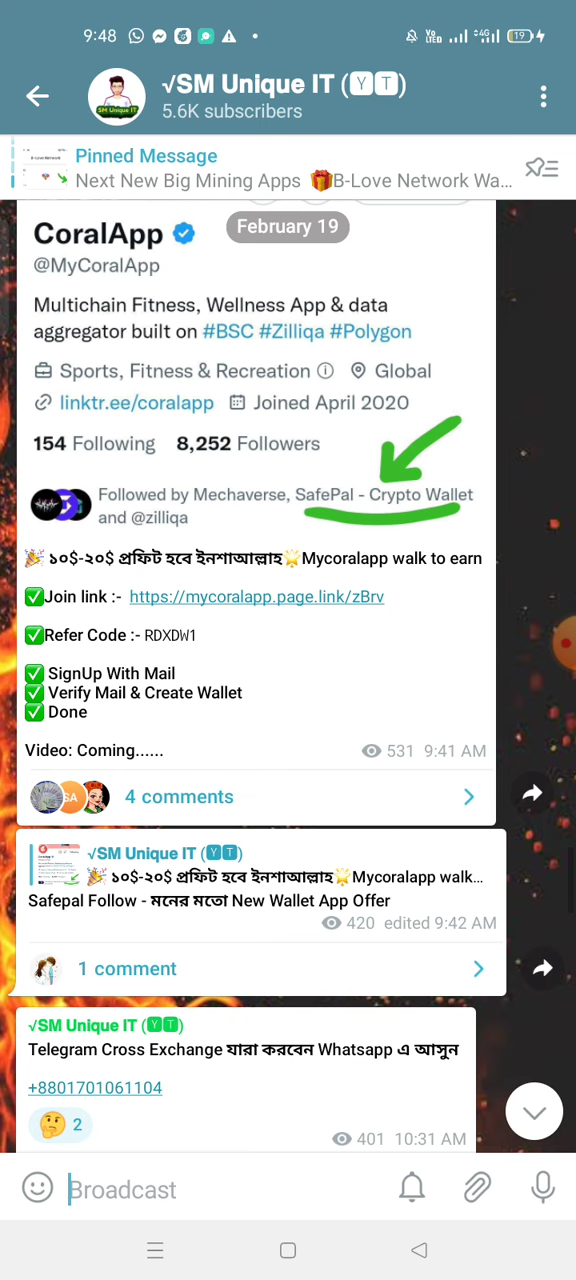 9:48
Vo LTED 4G 19
√SM Unique IT (🆈🆃)
5.6K subscribers
Pinned Message
Next New Big Mining Apps 🎁B-Love Network Wa...
February 19
CoralApp
@MyCoralApp
Multichain Fitness, Wellness App & data
aggregator built on #BSC #Zilliqa #Polygon
Sports, Fitness & Recreation Global
linktr.ee/coralapp Joined April 2020
154 Following 8,252 Followers
Followed by Mechaverse, SafePal - Crypto Wallet
and @zilliqa
🎉 ১০$-২০$ প্রফিট হবে ইনশাআল্লাহ🌟Mycoralapp walk to earn
✅Join link :- https://mycoralapp.page.link/zBrv
✅Refer Code :- RDXDW1
✅ SignUp With Mail
✅ Verify Mail & Create Wallet
✅ Done
Video: Coming......
531 9:41 AM
SA 4 comments
√SM Unique IT (🆈🆃)
🎉 ১০$-২০$ প্রফিট হবে ইনশাআল্লাহ🌟Mycoralapp walk...
Safepal Follow - মনের মতো New Wallet App Offer
420 edited 9:42 AM
1 comment
√SM Unique IT (🆈🆃)
Telegram Cross Exchange যারা করবেন Whatsapp এ আসুন
+8801701061104
🤔 2
401 10:31 AM
Broadcast